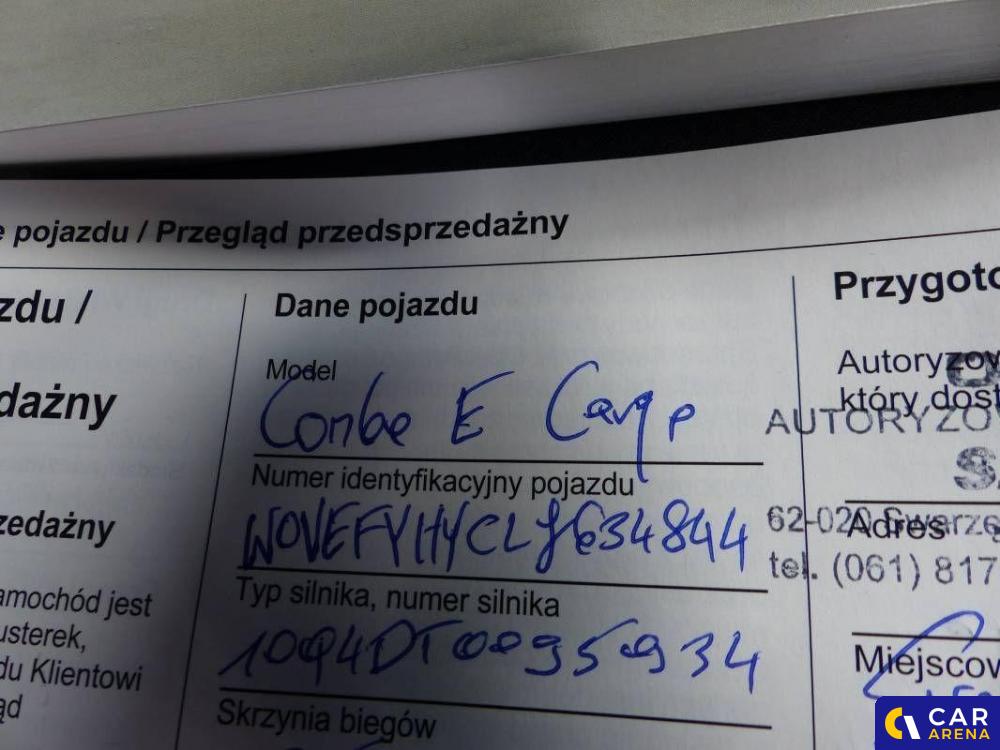 e pojazdu / Przegląd przedsprzedażny
zdu /
dażny
zedażny
amochód jest
usterek,
du Klientowi
ąd
Dane pojazdu
Model
Combo E Cargo
Numer identyfikacyjny pojazdu
W0VEFYHYCLJ634844
Typ silnika, numer silnika
Skrzynia biegów
Przygoto
Autoryzow
który dost
AUTORYZO
Adres
62-020 Swarzę
tel. (061) 817
Miejscow
CAR
ARENA